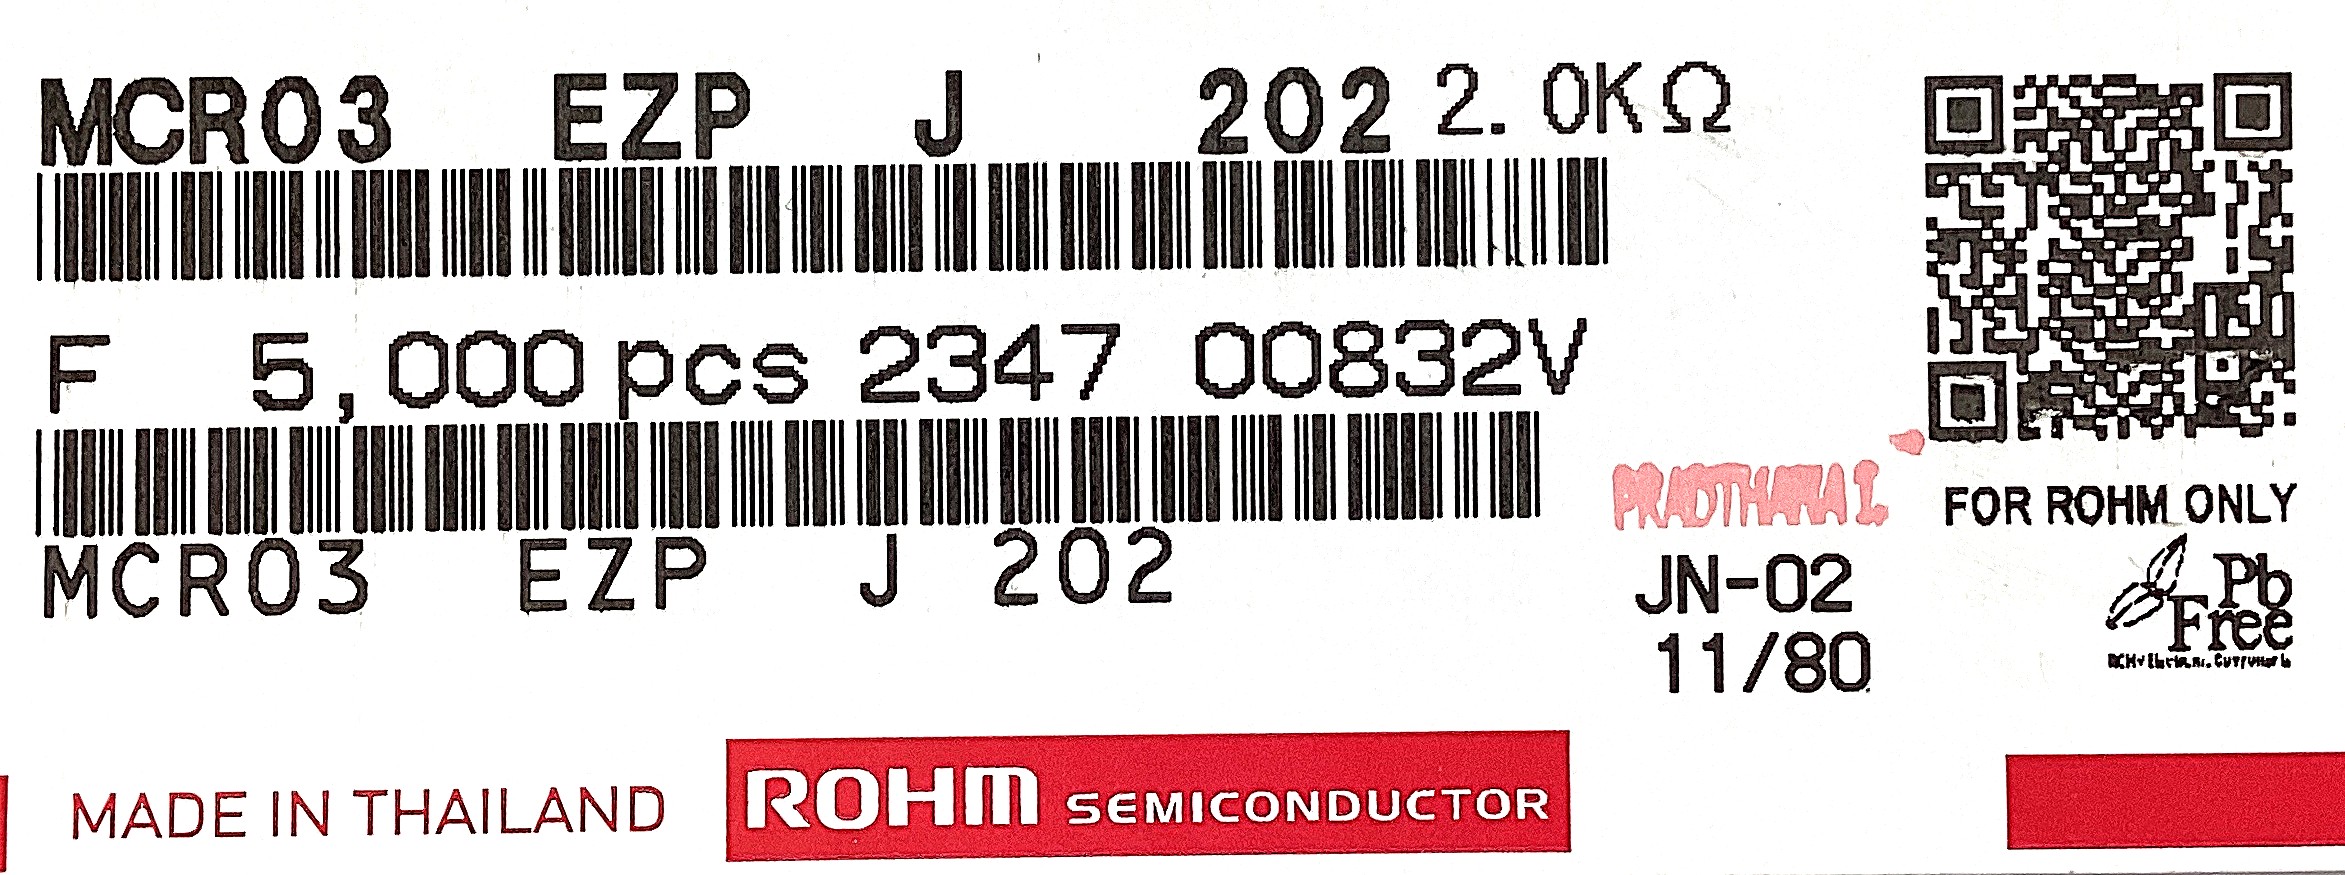 MCR03 EZP J 202 2.0KΩ
F 5,000pcs 2347 00832V
MCR03 EZP J 202
PRADTHANA I.
FOR ROHM ONLY
JN-02
11/80
Pb
Free
MADE IN THAILAND
ROHM SEMICONDUCTOR